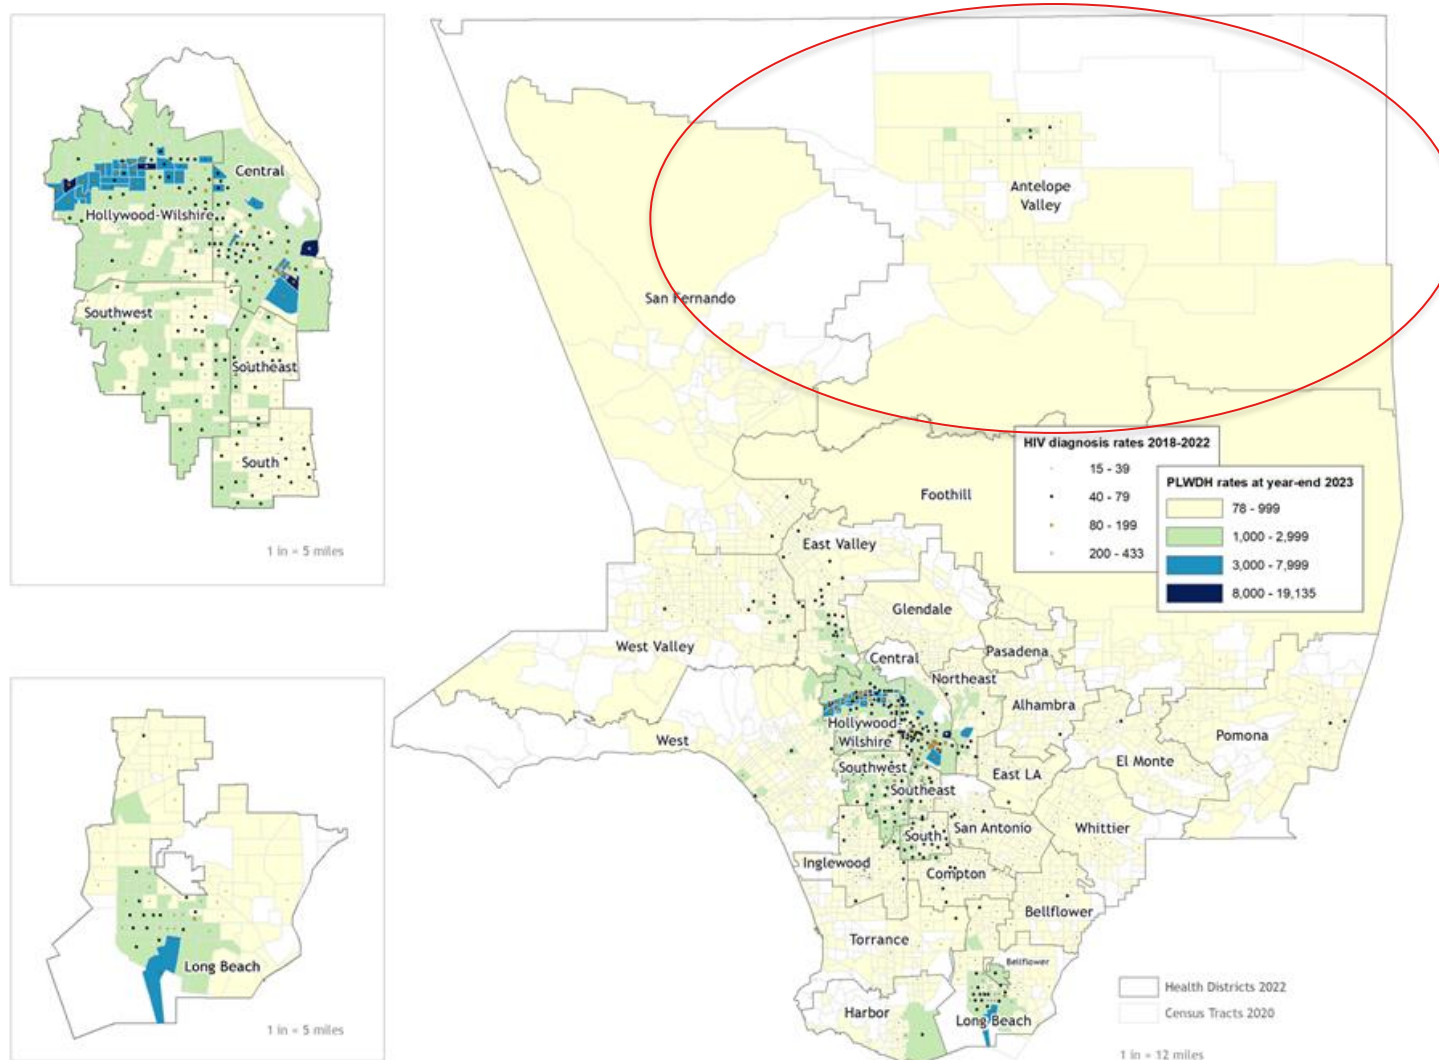 Central
Hollywood-Wilshire
Southwest
Southeast
South
1 in = 5 miles
Long Beach
1 in = 5 miles
Antelope
Valley
San Fernando
HIV diagnosis rates 2018-2022
15 - 39
40 - 79
80 - 199
200 - 433
PLWDH rates at year-end 2023
78 - 999
1,000 - 2,999
3,000 - 7,999
8,000 - 19,135
Foothill
East Valley
Glendale
West Valley
Central
Pasadena
Northeast
Alhambra
Hollywood-
Wilshire
West
Pomona
El Monte
Southwest
East LA
Southeast
San Antonio
Whittier
South
Inglewood
Compton
Bellflower
Torrance
Bellflower
Harbor
Long Beach
Health Districts 2022
Census Tracts 2020
1 in = 12 miles